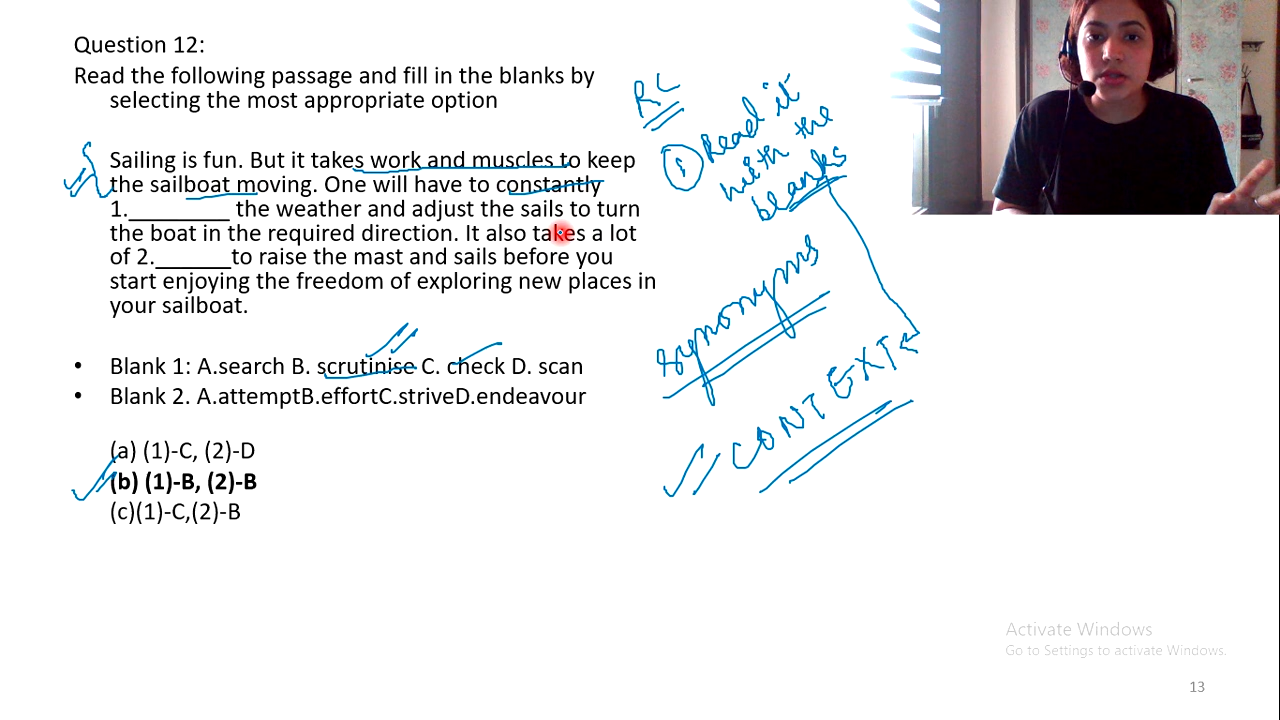 Question 12:
Read the following passage and fill in the blanks by
selecting the most appropriate option
Sailing is fun. But it takes work and muscles to keep
the sailboat moving. One will have to constantly
1._________ the weather and adjust the sails to turn
the boat in the required direction. It also takes a lot
of 2.______to raise the mast and sails before you
start enjoying the freedom of exploring new places in
your sailboat.
• Blank 1: A.search B. scrutinise C. check D. scan
• Blank 2. A.attemptB.effortC.striveD.endeavour
(a) (1)-C, (2)-D
(b) (1)-B, (2)-B
(c)(1)-C,(2)-B
RC
1 Read it
with the
blanks
synonyms
CONTEXT
Activate Windows
Go to Settings to activate Windows.
13